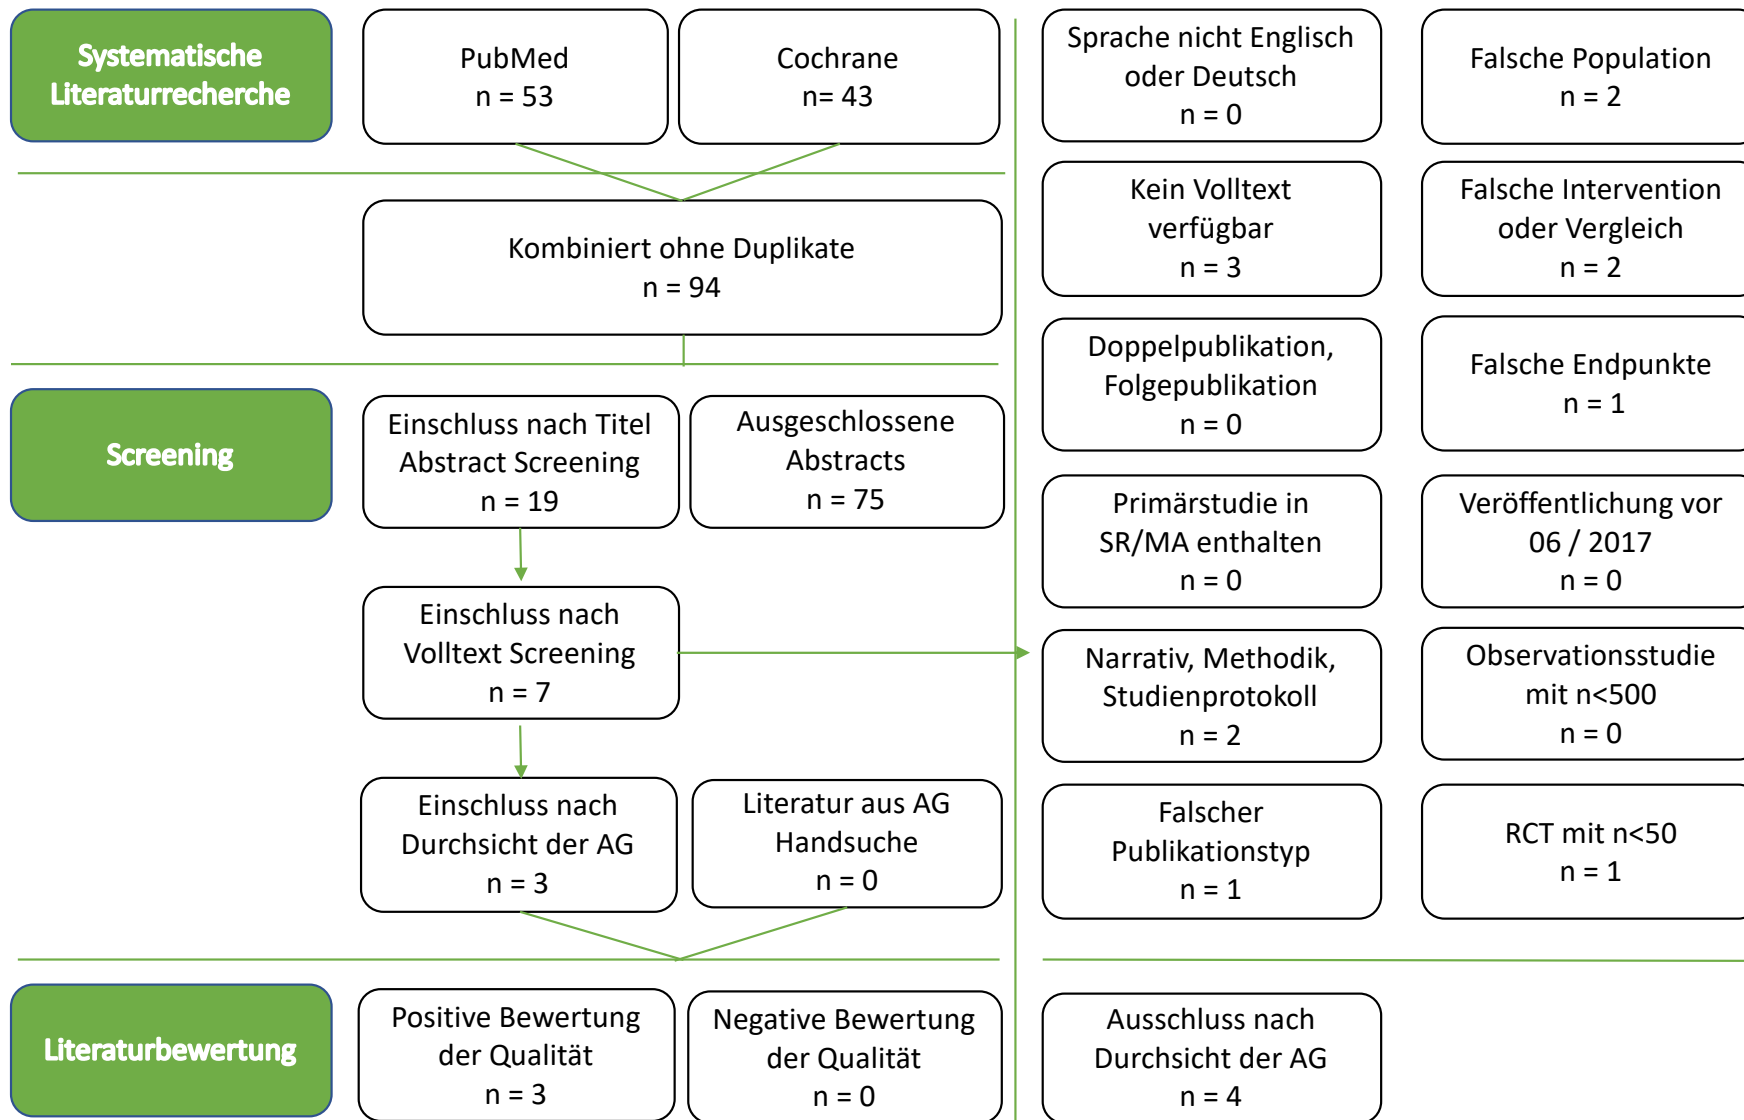 Systematische
Literaturrecherche
PubMed
n = 53
Cochrane
n= 43
Kombiniert ohne Duplikate
n = 94
Screening
Einschluss nach Titel
Abstract Screening
n = 19
Ausgeschlossene
Abstracts
n = 75
Einschluss nach
Volltext Screening
n = 7
Einschluss nach
Durchsicht der AG
n = 3
Literatur aus AG
Handsuche
n = 0
Literaturbewertung
Positive Bewertung
der Qualität
n = 3
Negative Bewertung
der Qualität
n = 0
Sprache nicht Englisch
oder Deutsch
n = 0
Falsche Population
n = 2
Kein Volltext
verfügbar
n = 3
Falsche Intervention
oder Vergleich
n = 2
Doppelpublikation,
Folgepublikation
n = 0
Falsche Endpunkte
n = 1
Primärstudie in
SR/MA enthalten
n = 0
Veröffentlichung vor
06 / 2017
n = 0
Narrativ, Methodik,
Studienprotokoll
n = 2
Observationsstudie
mit n<500
n = 0
Falscher
Publikationstyp
n = 1
RCT mit n<50
n = 1
Ausschluss nach
Durchsicht der AG
n = 4